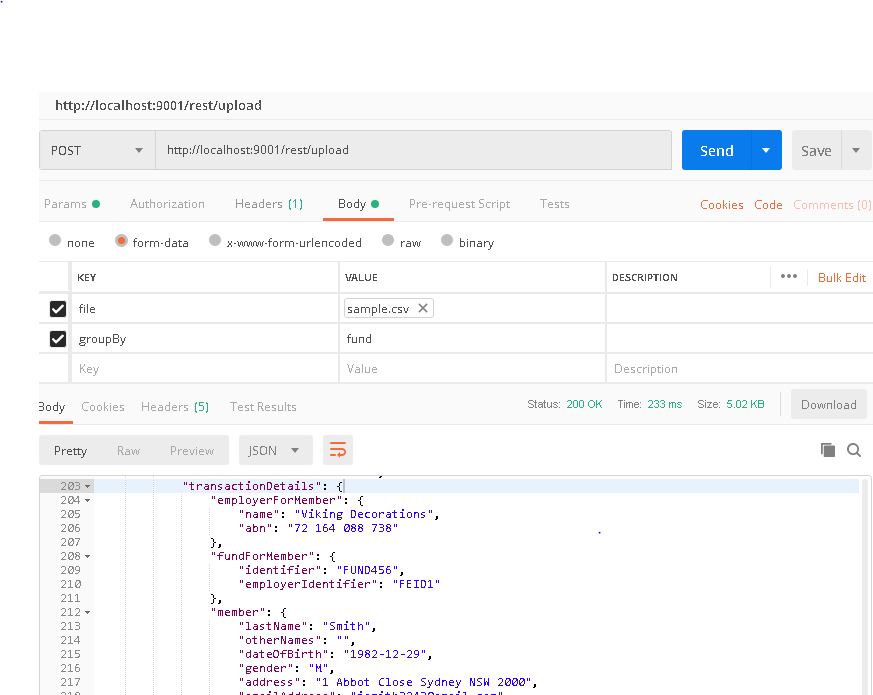 http://localhost:9001/rest/upload
POST http://localhost:9001/rest/upload Send Save
Params Authorization Headers (1) Body Pre-request Script Tests Cookies Code Comments (0)
none form-data x-www-form-urlencoded raw binary
KEY VALUE DESCRIPTION ••• Bulk Edit
file sample.csv ✕
groupBy fund
Key Value Description
Body Cookies Headers (5) Test Results Status: 200 OK Time: 233 ms Size: 5.02 KB Download
Pretty Raw Preview JSON
203 "transactionDetails": {
204 "employerForMember": {
205 "name": "Viking Decorations",
206 "abn": "72 164 088 738"
207 },
208 "fundForMember": {
209 "identifier": "FUND456",
210 "employerIdentifier": "FEID1"
211 },
212 "member": {
213 "lastName": "Smith",
214 "otherNames": "",
215 "dateOfBirth": "1982-12-29",
216 "gender": "M",
217 "address": "1 Abbot Close Sydney NSW 2000",